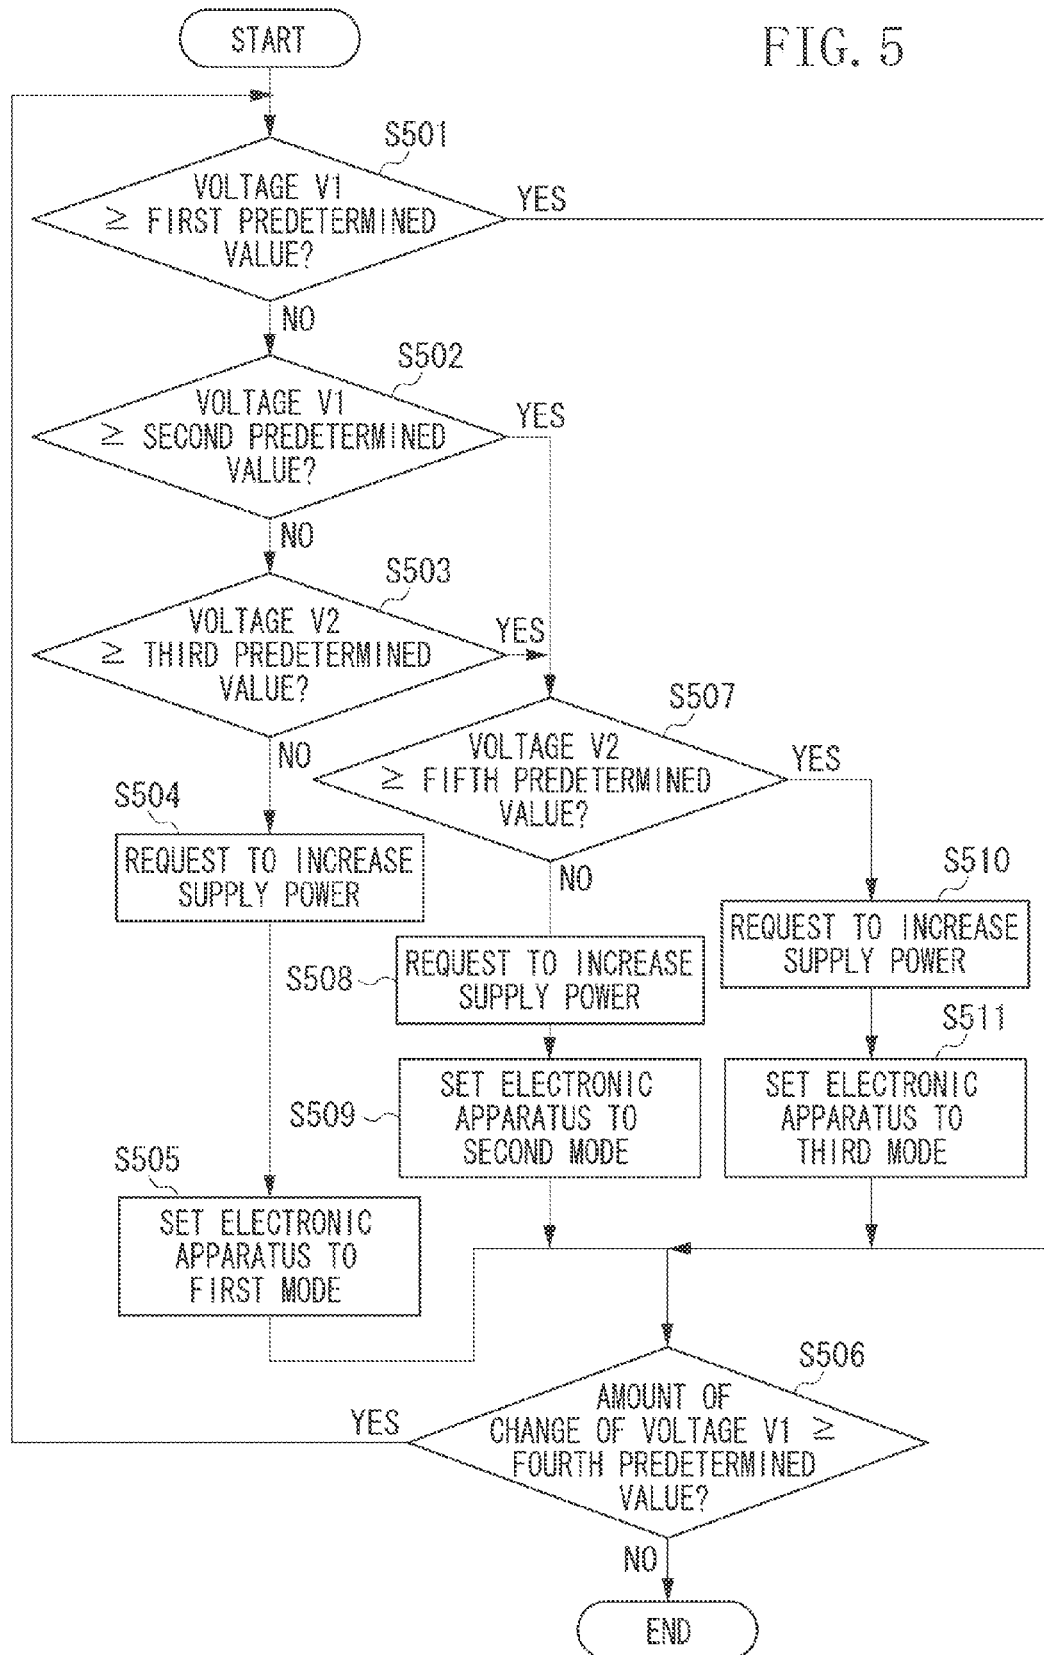 FIG. 5
START
S501
VOLTAGE V1
≥ FIRST PREDETERMINED
VALUE?
YES
NO
S502
VOLTAGE V1
≥ SECOND PREDETERMINED
VALUE?
YES
NO
S503
VOLTAGE V2
≥ THIRD PREDETERMINED
VALUE?
YES
NO
S507
VOLTAGE V2
≥ FIFTH PREDETERMINED
VALUE?
YES
NO
S504
REQUEST TO INCREASE
SUPPLY POWER
S510
REQUEST TO INCREASE
SUPPLY POWER
S508
REQUEST TO INCREASE
SUPPLY POWER
S511
SET ELECTRONIC
APPARATUS TO
THIRD MODE
S509
SET ELECTRONIC
APPARATUS TO
SECOND MODE
S505
SET ELECTRONIC
APPARATUS TO
FIRST MODE
S506
AMOUNT OF
CHANGE OF VOLTAGE V1 ≥
FOURTH PREDETERMINED
VALUE?
YES
NO
END